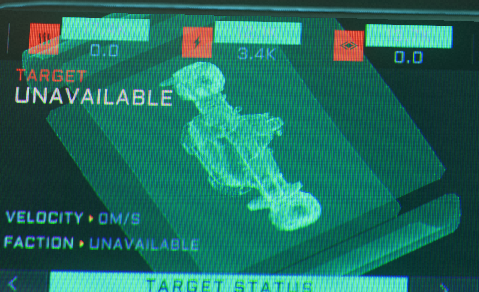 0.0 3.4K 0.0
TARGET
UNAVAILABLE
VELOCITY 0M/S
FACTION UNAVAILABLE
< TARGET STATUS >